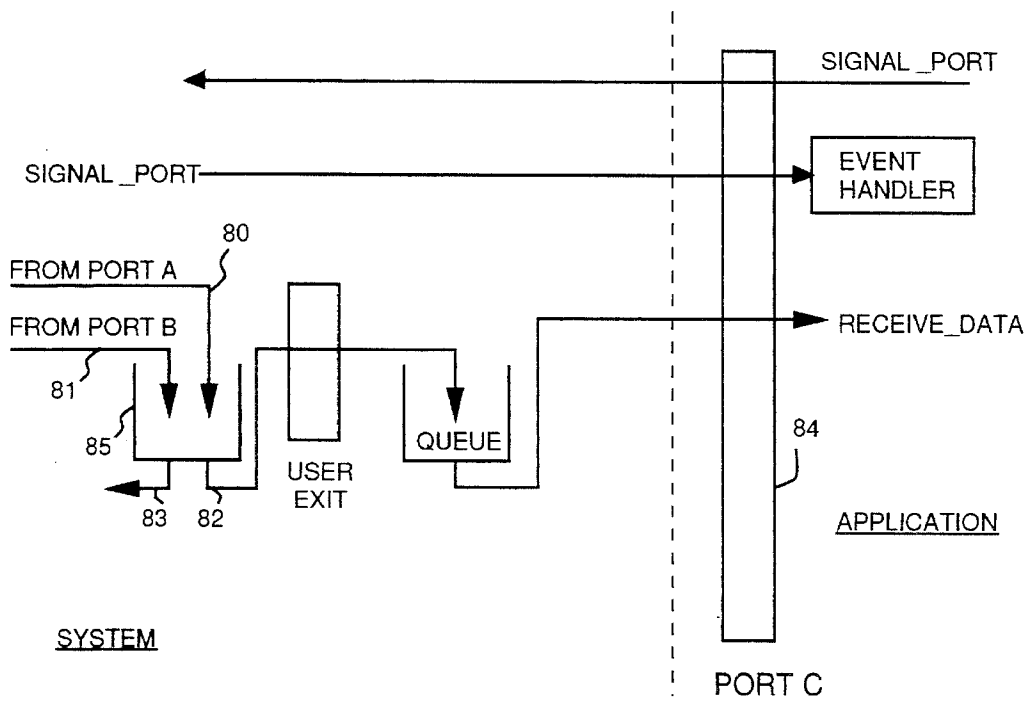 SIGNAL_PORT
SIGNAL_PORT
EVENT
HANDLER
80
FROM PORT A
FROM PORT B
RECEIVE_DATA
81
85
QUEUE
84
USER
EXIT
83
82
APPLICATION
SYSTEM
PORT C